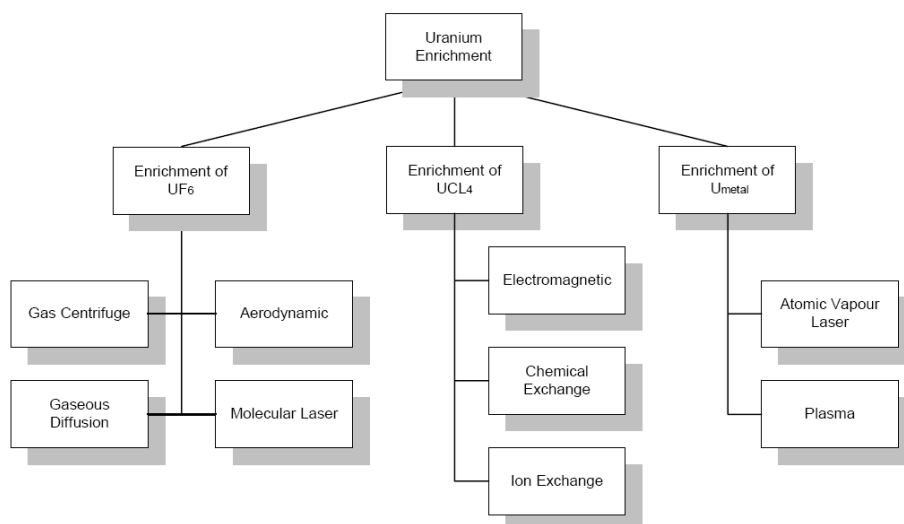 Uranium
Enrichment
Enrichment of
UF6
Enrichment of
UCL4
Enrichment of
Umetal
Gas Centrifuge
Aerodynamic
Gaseous
Diffusion
Molecular Laser
Electromagnetic
Chemical
Exchange
Ion Exchange
Atomic Vapour
Laser
Plasma